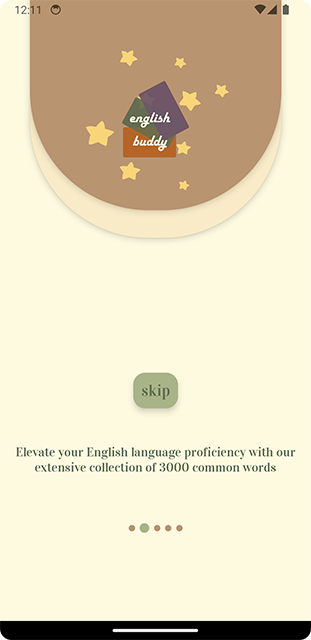 12:11
english
buddy
skip
Elevate your English language proficiency with our
extensive collection of 3000 common words